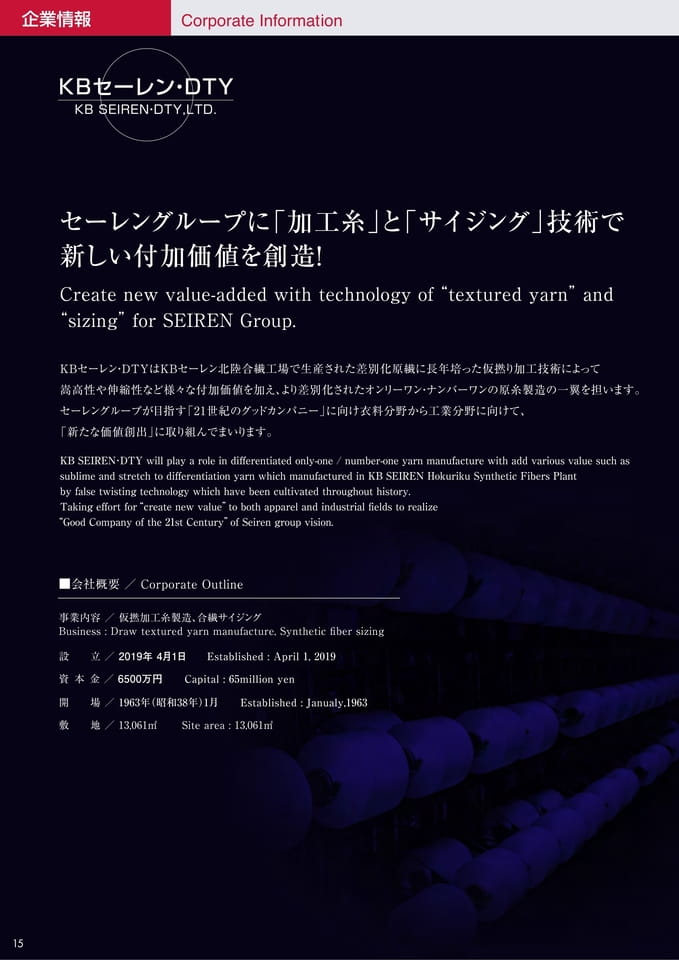 企業情報
Corporate Information
KBセーレン・DTY
KB SEIREN・DTY,LTD.
セーレングループに「加工糸」と「サイジング」技術で
新しい付加価値を創造!
Create new value-added with technology of “textured yarn” and
“sizing” for SEIREN Group.
KBセーレン・DTYはKBセーレン北陸合繊工場で生産された差別化原繊に長年培った仮撚り加工技術によって
嵩高性や伸縮性など様々な付加価値を加え、より差別化されたオンリーワン・ナンバーワンの原糸製造の一翼を担います。
セーレングループが目指す「21世紀のグッドカンパニー」に向け衣料分野から工業分野に向けて、
「新たな価値創出」に取り組んでまいります。
KB SEIREN・DTY will play a role in differentiated only-one / number-one yarn manufacture with add various value such as
sublime and stretch to differentiation yarn which manufactured in KB SEIREN Hokuriku Synthetic Fibers Plant
by false twisting technology which have been cultivated throughout history.
Taking effort for “create new value” to both apparel and industrial fields to realize
“Good Company of the 21st Century” of Seiren group vision.
■会社概要 ／ Corporate Outline
事業内容 ／ 仮撚加工糸製造、合繊サイジング
Business : Draw textured yarn manufacture, Synthetic fiber sizing
設 立 ／ 2019年 4月1日 Established : April 1, 2019
資 本 金 ／ 6500万円 Capital : 65million yen
開 場 ／ 1963年（昭和38年）1月 Established : Janualy,1963
敷 地 ／ 13,061㎡ Site area : 13,061㎡
15